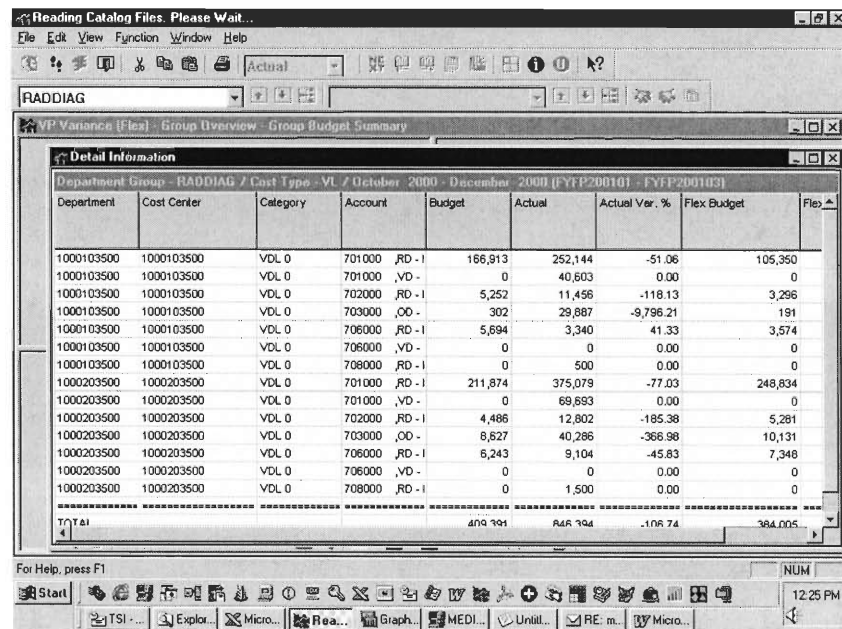 Reading Catalog Files. Please Wait...
File Edit View Function Window Help
Actual
RADDIAG
VP Variance (Flex) - Group Overview - Group Budget Summary
Detail Information
Department Group - RADDIAG / Cost Type - VL / October 2000 - December 2000 (FYFP200101 - FYFP200103)
Department Cost Center Category Account Budget Actual Actual Var. % Flex Budget Flex
1000103500 1000103500 VDL 0 701000 ,RD - I 166,913 252,144 -51.06 105,350
1000103500 1000103500 VDL 0 701000 ,VD - 0 40,603 0.00 0
1000103500 1000103500 VDL 0 702000 ,RD - I 5,252 11,456 -118.13 3,296
1000103500 1000103500 VDL 0 703000 ,OD - 302 29,887 -9,796.21 191
1000103500 1000103500 VDL 0 706000 ,RD - I 5,694 3,340 41.33 3,574
1000103500 1000103500 VDL 0 706000 ,VD - 0 0 0.00 0
1000103500 1000103500 VDL 0 708000 ,RD - I 0 500 0.00 0
1000203500 1000203500 VDL 0 701000 ,RD - I 211,874 375,079 -77.03 248,834
1000203500 1000203500 VDL 0 701000 ,VD - 0 69,693 0.00 0
1000203500 1000203500 VDL 0 702000 ,RD - I 4,486 12,802 -185.38 5,281
1000203500 1000203500 VDL 0 703000 ,OD - 8,627 40,286 -366.98 10,131
1000203500 1000203500 VDL 0 706000 ,RD - I 6,243 9,104 -45.83 7,348
1000203500 1000203500 VDL 0 706000 ,VD - 0 0 0.00 0
1000203500 1000203500 VDL 0 708000 ,RD - I 0 1,500 0.00 0
TOTAL 409,391 846,394 -106.74 384,005
For Help, press F1 NUM
Start 12:25 PM
TSI - ... Explor... Micro... Rea... Graph... MEDI... Untitl... RE: m... Micro...